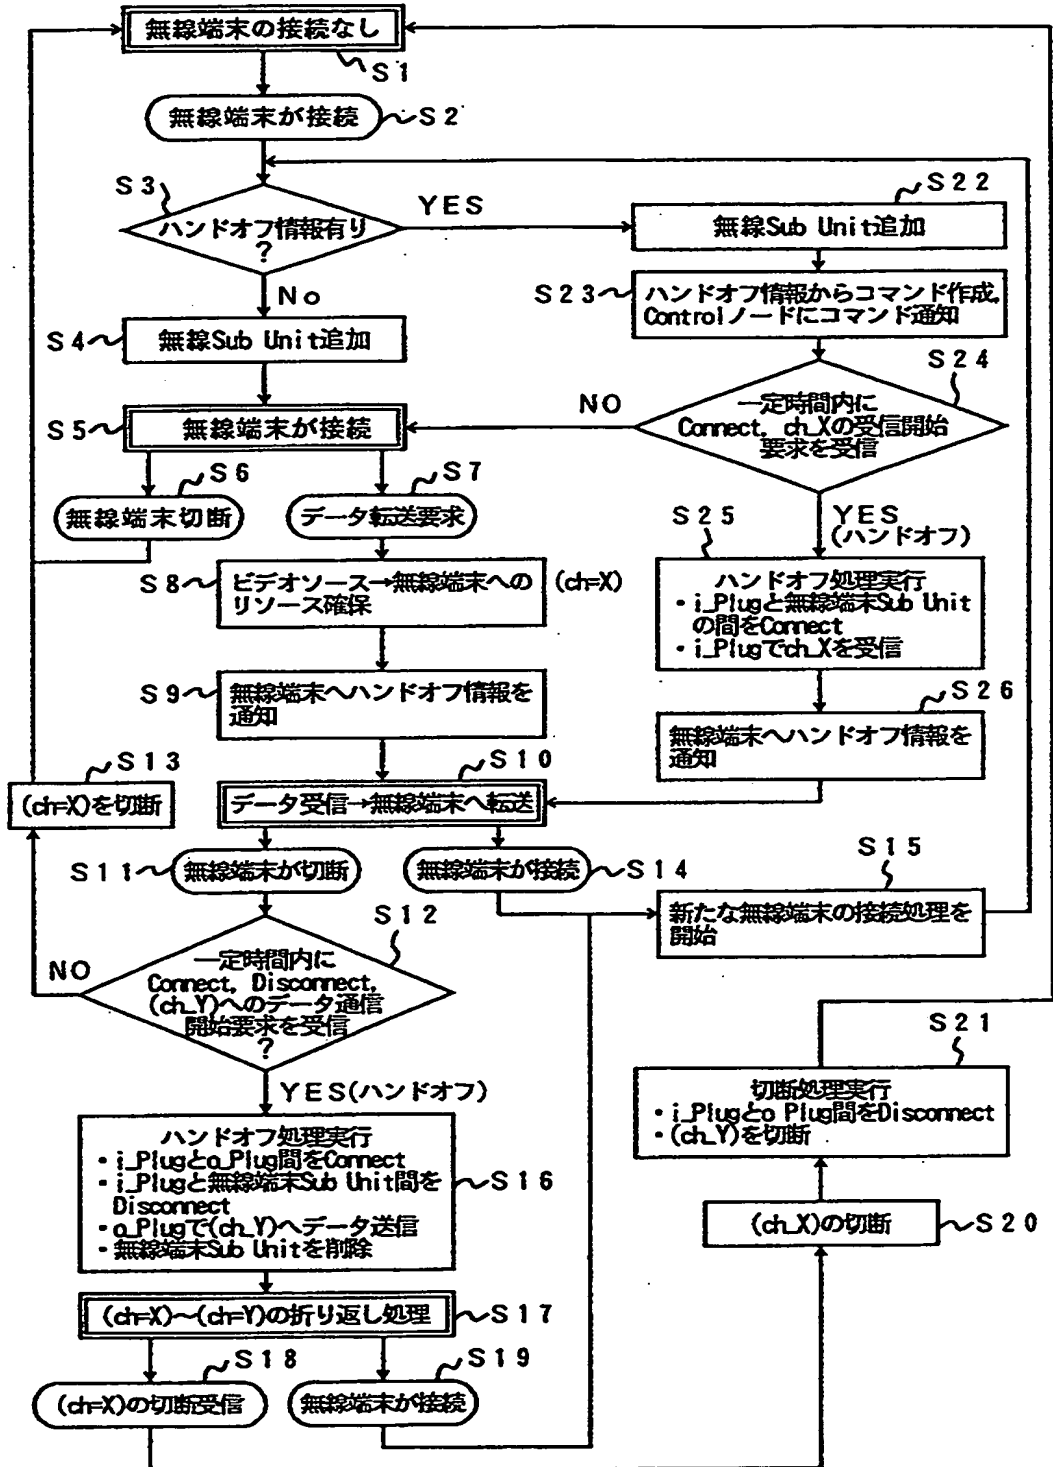 無線端末の接続なし
S1
無線端末が接続
S2
S3
ハンドオフ情報有り
?
YES
No
S22
無線Sub Unit追加
S23
ハンドオフ情報からコマンド作成,
Controlノードにコマンド通知
S4
無線Sub Unit追加
S24
一定時間内に
Connect, ch_Xの受信開始
要求を受信
NO
YES
(ハンドオフ)
S5
無線端末が接続
S6
無線端末切断
S7
データ転送要求
S25
ハンドオフ処理実行
・i_Plugと無線端末Sub Unit
の間をConnect
・i_Plugでch_Xを受信
S8
ビデオソース→無線端末への
リソース確保
(ch=X)
S9
無線端末へハンドオフ情報を
通知
S26
無線端末へハンドオフ情報を
通知
S13
(ch=X)を切断
S10
データ受信→無線端末へ転送
S11
無線端末が切断
無線端末が接続
S14
S15
新たな無線端末の接続処理を
開始
S12
一定時間内に
Connect, Disconnect,
(ch_Y)へのデータ通信
開始要求を受信
?
NO
YES(ハンドオフ)
S21
切断処理実行
・i_Plugとo Plug間をDisconnect
・(ch_Y)を切断
ハンドオフ処理実行
・i_Plugとo_Plug間をConnect
・i_Plugと無線端末Sub Unit間を
Disconnect
・o_Plugで(ch_Y)へデータ送信
・無線端末Sub Unitを削除
S16
(ch_X)の切断
S20
(ch=X)～(ch=Y)の折り返し処理
S17
S18
(ch=X)の切断受信
S19
無線端末が接続